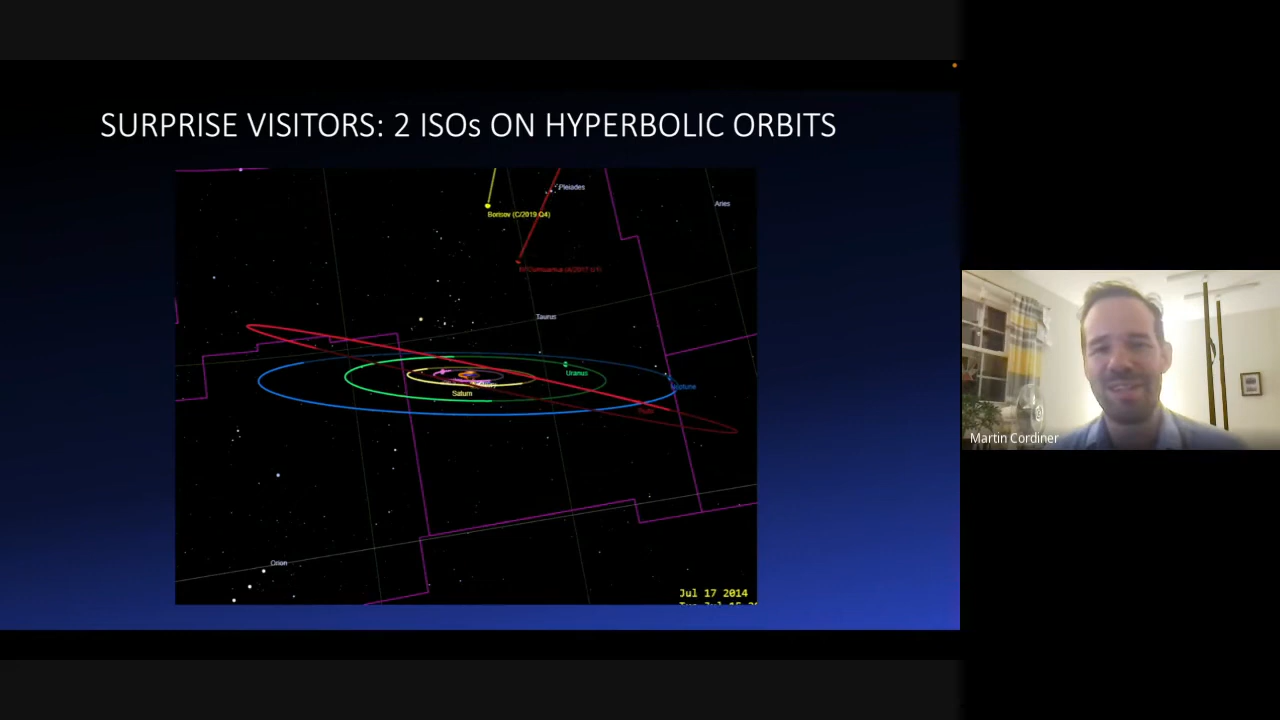 SURPRISE VISITORS: 2 ISOs ON HYPERBOLIC ORBITS
Pleiades
Aries
Borisov (C/2019 Q4)
Taurus
Uranus
Neptune
Saturn
Pluto
Martin Cordiner
Orion
Jul 17 2014